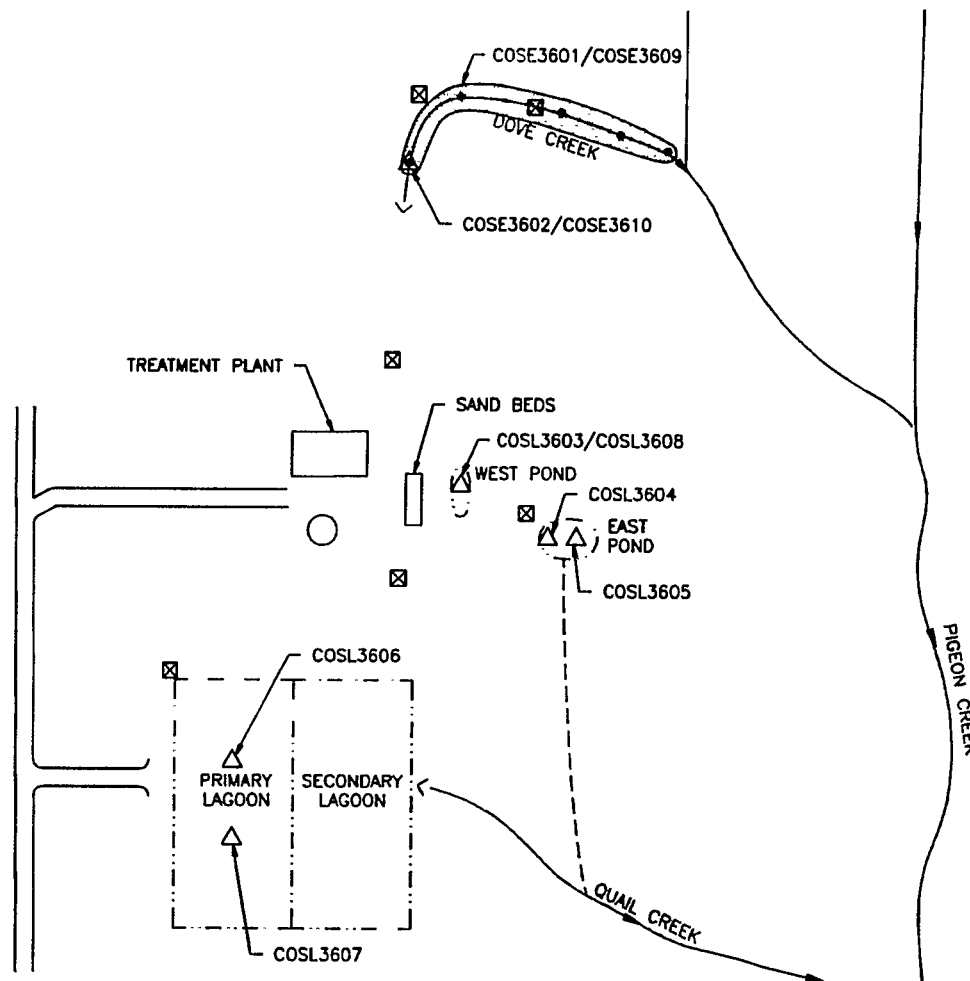 COSE3601/COSE3609
DOVE CREEK
COSE3602/COSE3610
TREATMENT PLANT
SAND BEDS
COSL3603/COSL3608
WEST POND
COSL3604
EAST
POND
COSL3605
COSL3606
PIGEON CREEK
PRIMARY
LAGOON
SECONDARY
LAGOON
QUAIL CREEK
COSL3607